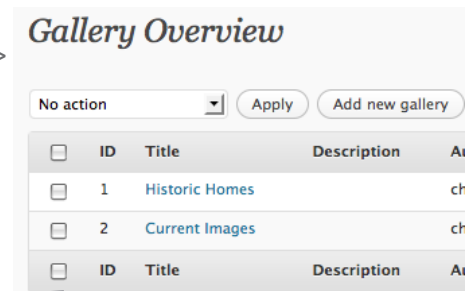 Gallery Overview
No action Apply Add new gallery
ID Title Description
1 Historic Homes
2 Current Images
ID Title Description